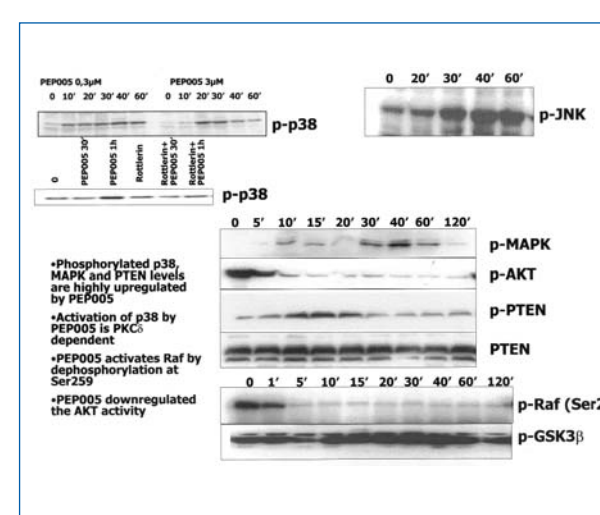 PEP005 0,3µM PEP005 3µM
0 10' 20' 30' 40' 60' 0 10' 20' 30' 40' 60'
p-p38
0
PEP005 30'
PEP005 1h
Rottlerin
Rottlerin+
PEP005 30'
Rottlerin+
PEP005 1h
p-p38
0 20' 30' 40' 60'
p-JNK
0 5' 10' 15' 20' 30' 40' 60' 120'
p-MAPK
p-AKT
p-PTEN
PTEN
•Phosphorylated p38,
MAPK and PTEN levels
are highly upregulated
by PEP005
•Activation of p38 by
PEP005 is PKCδ
dependent
•PEP005 activates Raf by
dephosphorylation at
Ser259
•PEP005 downregulated
the AKT activity
0 1' 5' 10' 15' 20' 30' 40' 60' 120'
p-Raf (Ser2
p-GSK3β